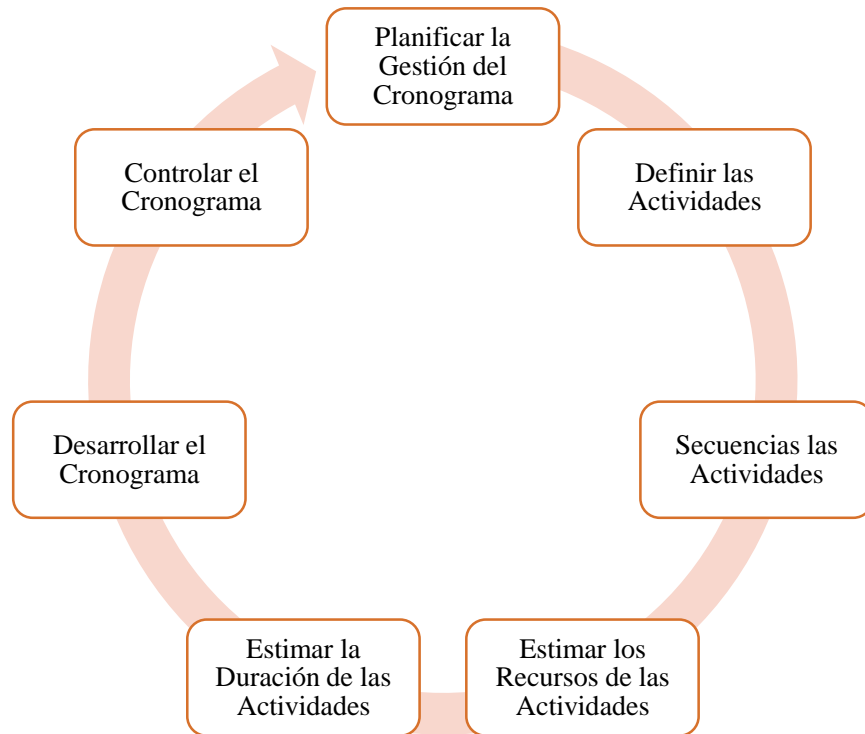 Planificar la
Gestión del
Cronograma
Definir las
Actividades
Secuencias las
Actividades
Estimar los
Recursos de las
Actividades
Estimar la
Duración de las
Actividades
Desarrollar el
Cronograma
Controlar el
Cronograma